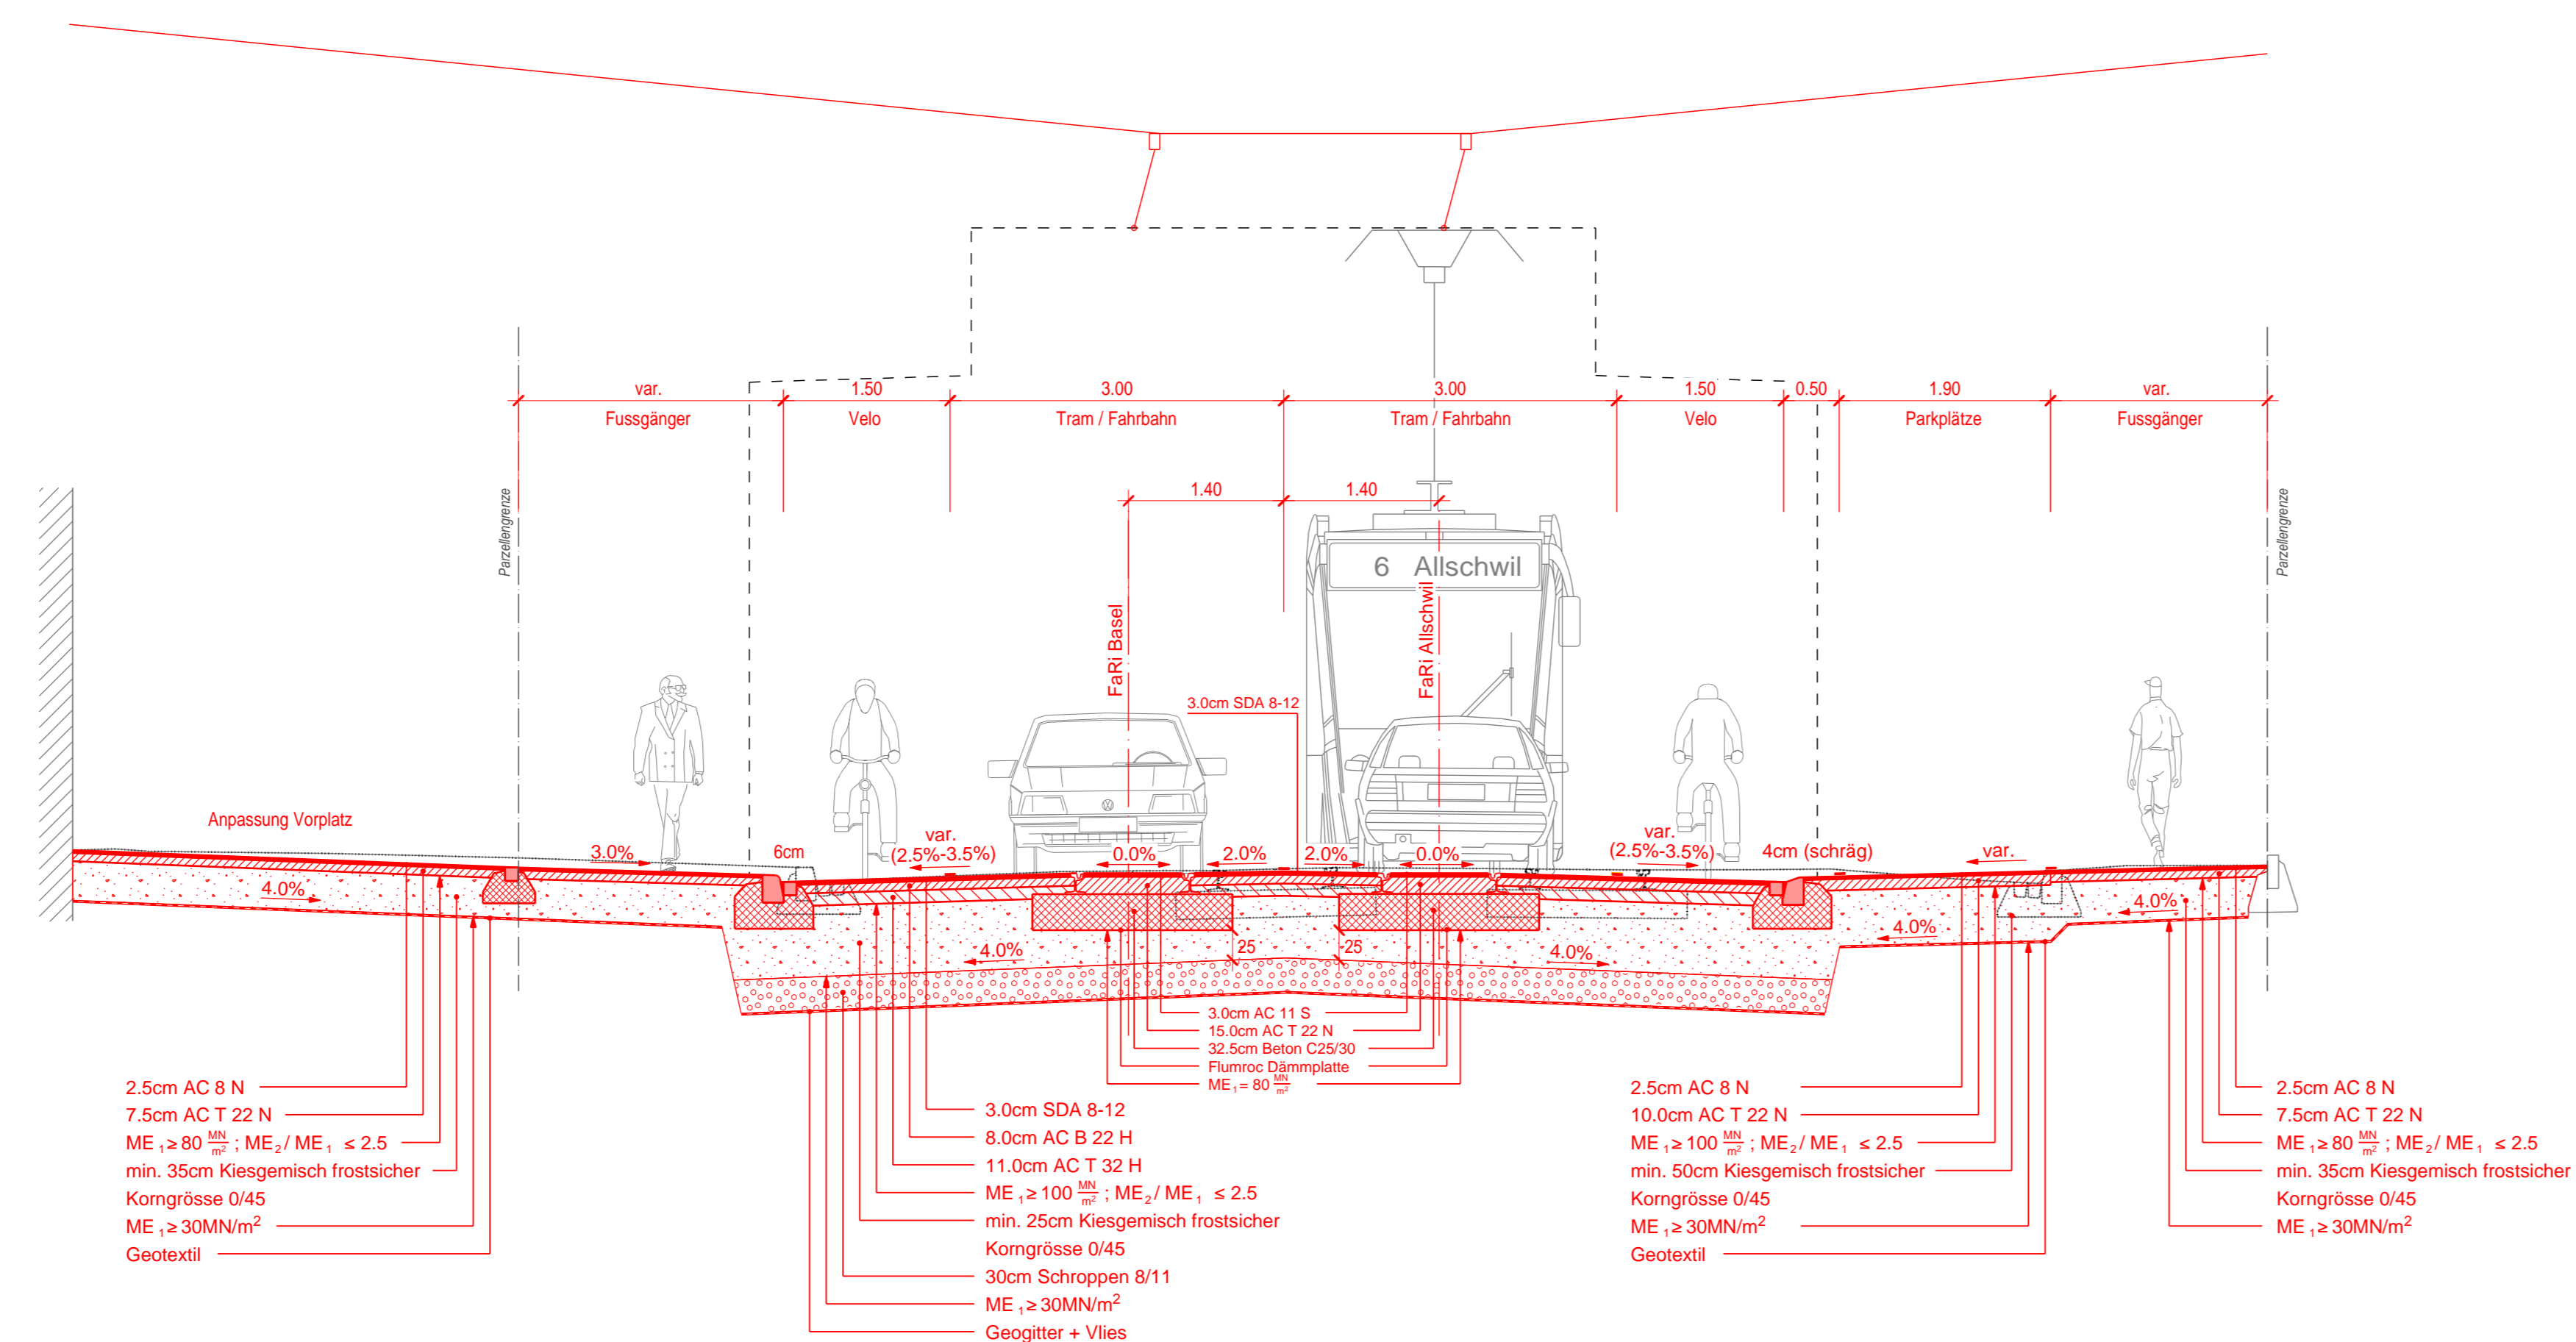 var.
1.50
3.00
3.00
1.50
0.50
1.90
var.
Fussgänger
Velo
Tram / Fahrbahn
Tram / Fahrbahn
Velo
Parkplätze
Fussgänger
1.40
1.40
Parzellengrenze
Parzellengrenze
6 Allschwil
FaRi Basel
FaRi Allschwil
3.0cm SDA 8-12
Anpassung Vorplatz
3.0%
6cm
var.
(2.5%-3.5%)
0.0%
2.0%
2.0%
0.0%
var.
(2.5%-3.5%)
4cm (schräg)
var.
4.0%
4.0%
25
25
4.0%
4.0%
4.0%
3.0cm AC 11 S
15.0cm AC T 22 N
32.5cm Beton C25/30
Flumroc Dämmplatte
ME₁= 80 MN/m²
2.5cm AC 8 N
7.5cm AC T 22 N
ME₁≥ 80 MN/m² ; ME₂/ ME₁ ≤ 2.5
min. 35cm Kiesgemisch frostsicher
Korngrösse 0/45
ME₁≥ 30MN/m²
Geotextil
3.0cm SDA 8-12
8.0cm AC B 22 H
11.0cm AC T 32 H
ME₁≥ 100 MN/m² ; ME₂/ ME₁ ≤ 2.5
min. 25cm Kiesgemisch frostsicher
Korngrösse 0/45
30cm Schroppen 8/11
ME₁≥ 30MN/m²
Geogitter + Vlies
2.5cm AC 8 N
10.0cm AC T 22 N
ME₁≥ 100 MN/m² ; ME₂/ ME₁ ≤ 2.5
min. 50cm Kiesgemisch frostsicher
Korngrösse 0/45
ME₁≥ 30MN/m²
Geotextil
2.5cm AC 8 N
7.5cm AC T 22 N
ME₁≥ 80 MN/m² ; ME₂/ ME₁ ≤ 2.5
min. 35cm Kiesgemisch frostsicher
Korngrösse 0/45
ME₁≥ 30MN/m²